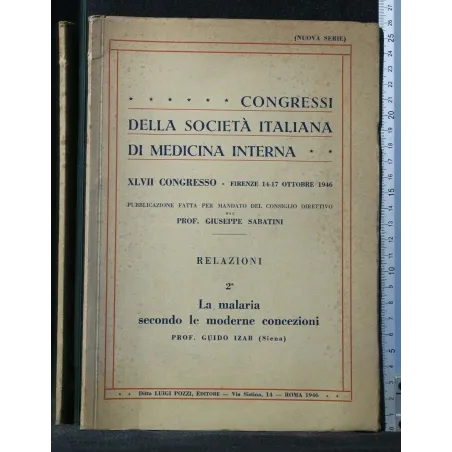 (NUOVA SERIE)
* * * * * * CONGRESSI
DELLA SOCIETÀ ITALIANA
DI MEDICINA INTERNA * *
XLVII CONGRESSO - FIRENZE 14-17 OTTOBRE 1946
PUBBLICAZIONE FATTA PER MANDATO DEL CONSIGLIO DIRETTIVO
DAL
PROF. GIUSEPPE SABATINI
RELAZIONI
2ª
La malaria
secondo le moderne concezioni
PROF. GUIDO IZAR (Siena)
Ditta LUIGI POZZI, EDITORE — Via Sistina, 14 — ROMA 1946